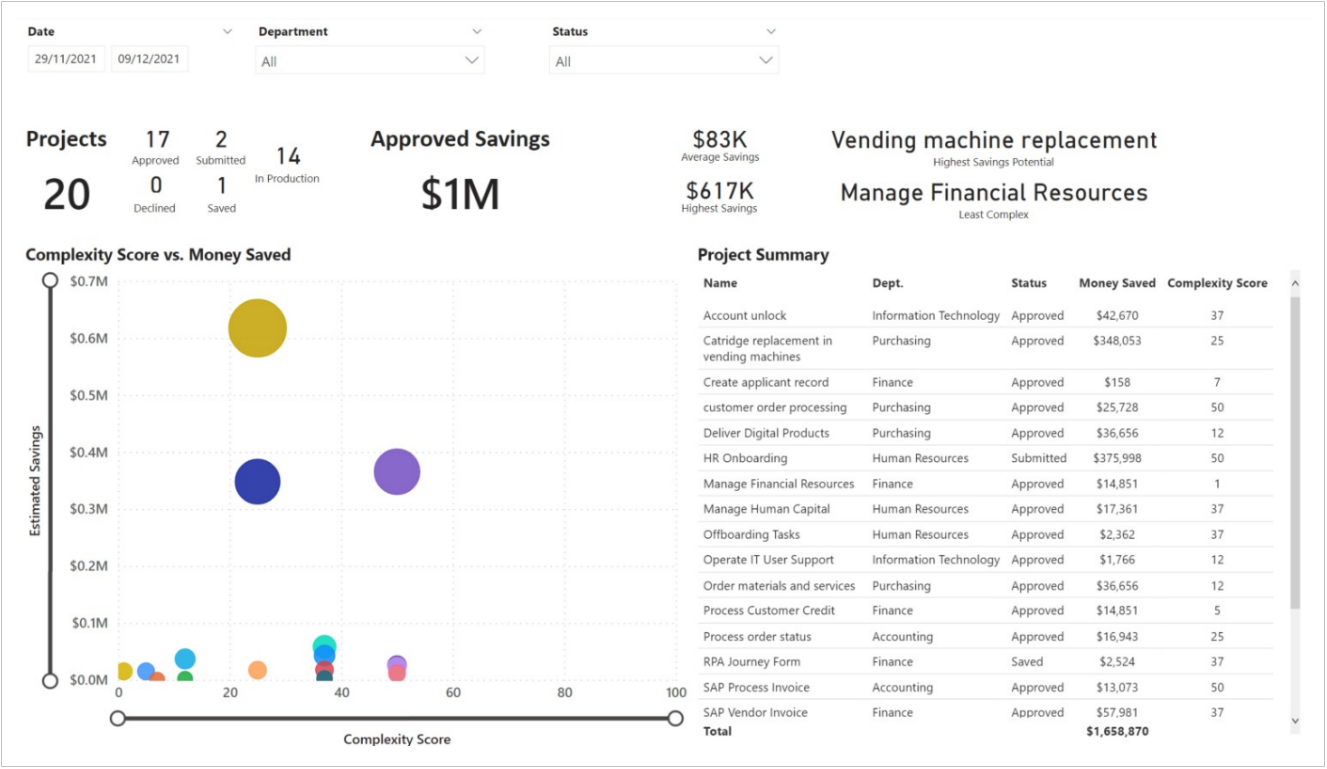 Date
Department
Status
29/11/2021 09/12/2021
All
All
Projects
20
17
Approved
2
Submitted
0
Declined
1
Saved
14
In Production
Approved Savings
$1M
$83K
Average Savings
$617K
Highest Savings
Vending machine replacement
Highest Savings Potential
Manage Financial Resources
Least Complex
Complexity Score vs. Money Saved
Estimated Savings
$0.7M
$0.6M
$0.5M
$0.4M
$0.3M
$0.2M
$0.1M
$0.0M
0 20 40 60 80 100
Complexity Score
Project Summary
Name Dept. Status Money Saved Complexity Score
Account unlock Information Technology Approved $42,670 37
Catridge replacement in Purchasing Approved $348,053 25
vending machines
Create applicant record Finance Approved $158 7
customer order processing Purchasing Approved $25,728 50
Deliver Digital Products Purchasing Approved $36,656 12
HR Onboarding Human Resources Submitted $375,998 50
Manage Financial Resources Finance Approved $14,851 1
Manage Human Capital Human Resources Approved $17,361 37
Offboarding Tasks Human Resources Approved $2,362 37
Operate IT User Support Information Technology Approved $1,766 12
Order materials and services Purchasing Approved $36,656 12
Process Customer Credit Finance Approved $14,851 5
Process order status Accounting Approved $16,943 25
RPA Journey Form Finance Saved $2,524 37
SAP Process Invoice Accounting Approved $13,073 50
SAP Vendor Invoice Finance Approved $57,981 37
Total $1,658,870